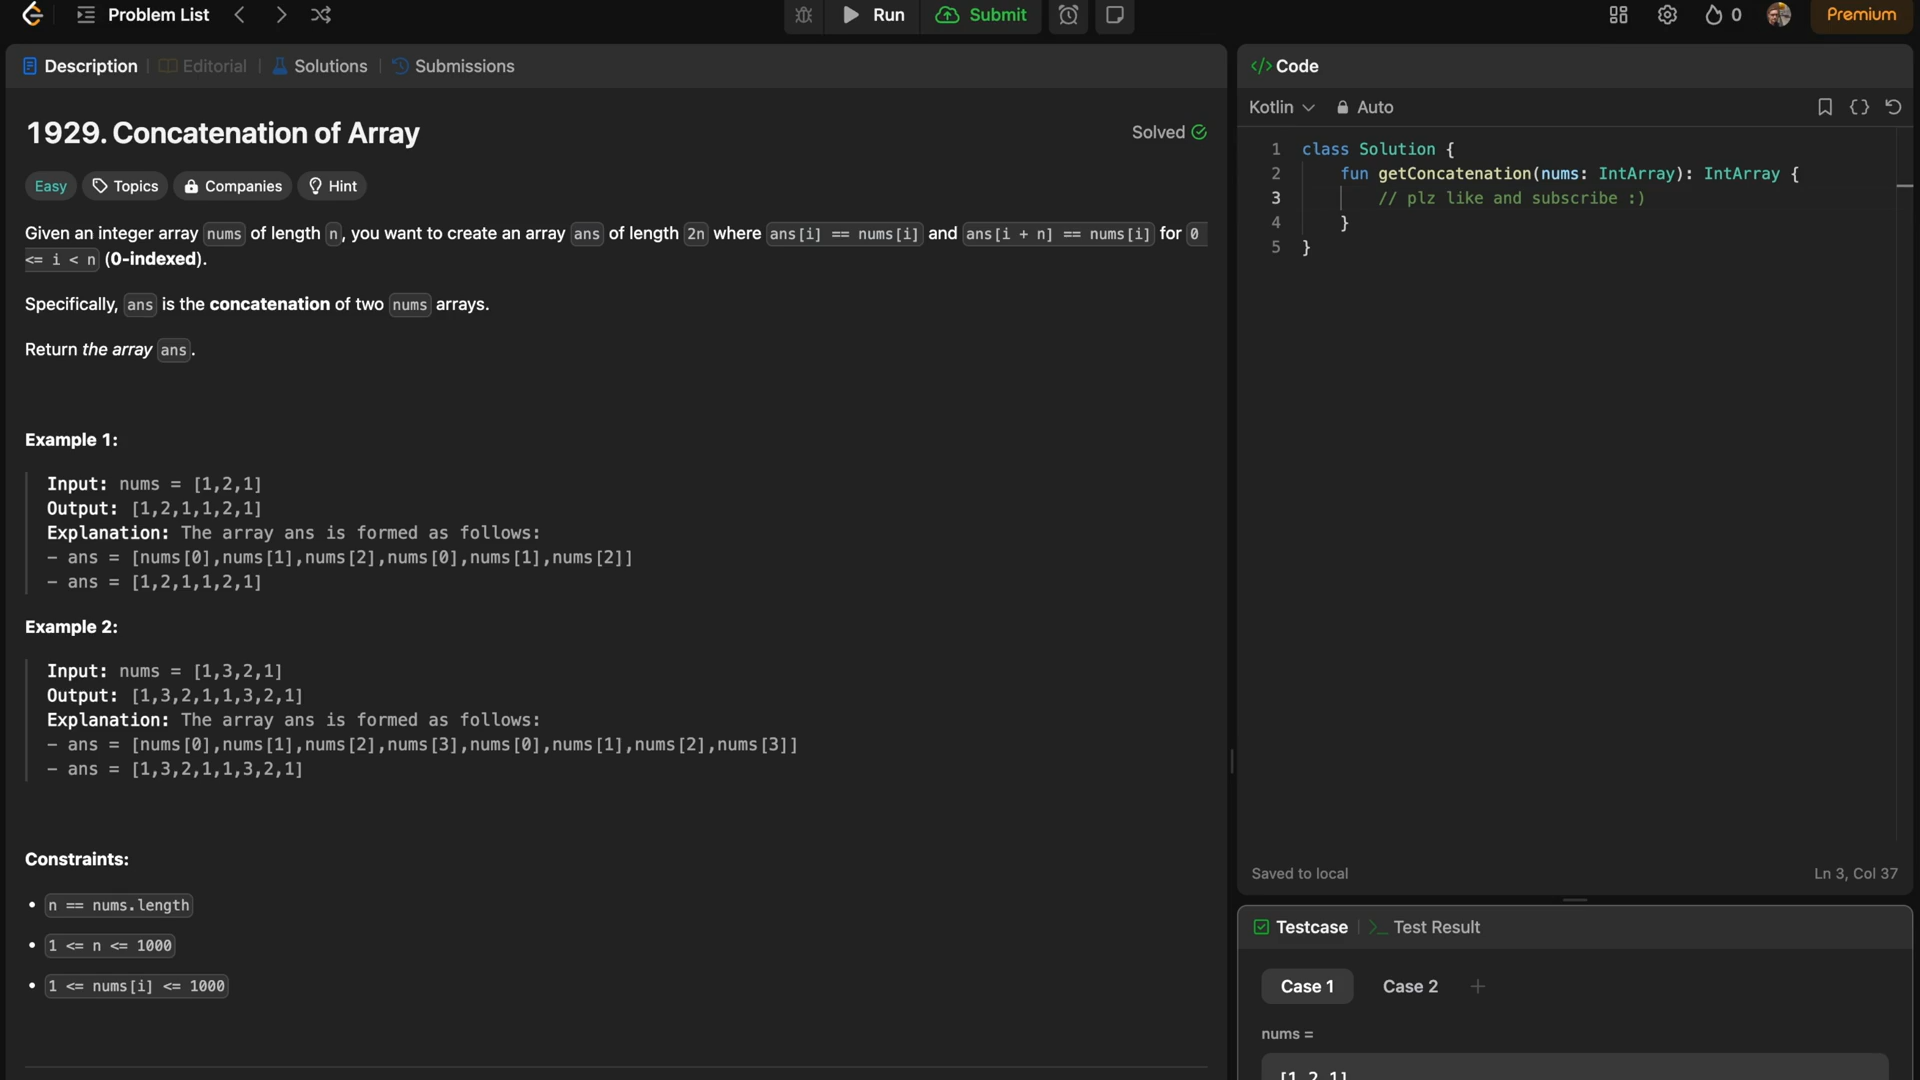 Problem List
Run
Submit
0
Premium
Description
Editorial
Solutions
Submissions
1929. Concatenation of Array
Solved
Easy
Topics
Companies
Hint
Given an integer array nums of length n, you want to create an array ans of length 2n where ans[i] == nums[i] and ans[i + n] == nums[i] for 0
<= i < n (0-indexed).
Specifically, ans is the concatenation of two nums arrays.
Return the array ans.
Example 1:
Input: nums = [1,2,1]
Output: [1,2,1,1,2,1]
Explanation: The array ans is formed as follows:
- ans = [nums[0],nums[1],nums[2],nums[0],nums[1],nums[2]]
- ans = [1,2,1,1,2,1]
Example 2:
Input: nums = [1,3,2,1]
Output: [1,3,2,1,1,3,2,1]
Explanation: The array ans is formed as follows:
- ans = [nums[0],nums[1],nums[2],nums[3],nums[0],nums[1],nums[2],nums[3]]
- ans = [1,3,2,1,1,3,2,1]
Constraints:
• n == nums.length
• 1 <= n <= 1000
• 1 <= nums[i] <= 1000
</> Code
Kotlin
Auto
1 class Solution {
2 fun getConcatenation(nums: IntArray): IntArray {
3 // plz like and subscribe :)
4 }
5 }
Saved to local
Ln 3, Col 37
Testcase
>_ Test Result
Case 1
Case 2
+
nums =
[1,2,1]